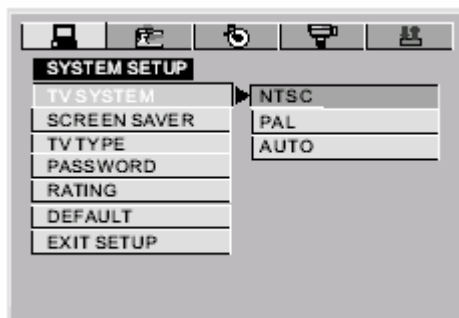 SYSTEM SETUP
TV SYSTEM
NTSC
SCREEN SAVER
PAL
TV TYPE
AUTO
PASSWORD
RATING
DEFAULT
EXIT SETUP